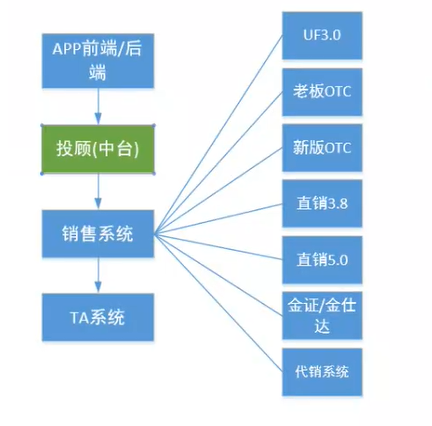 APP前端/后
端
投顾(中台)
销售系统
TA系统
UF3.0
老板OTC
新版OTC
直销3.8
直销5.0
金证/金仕
达
代销系统